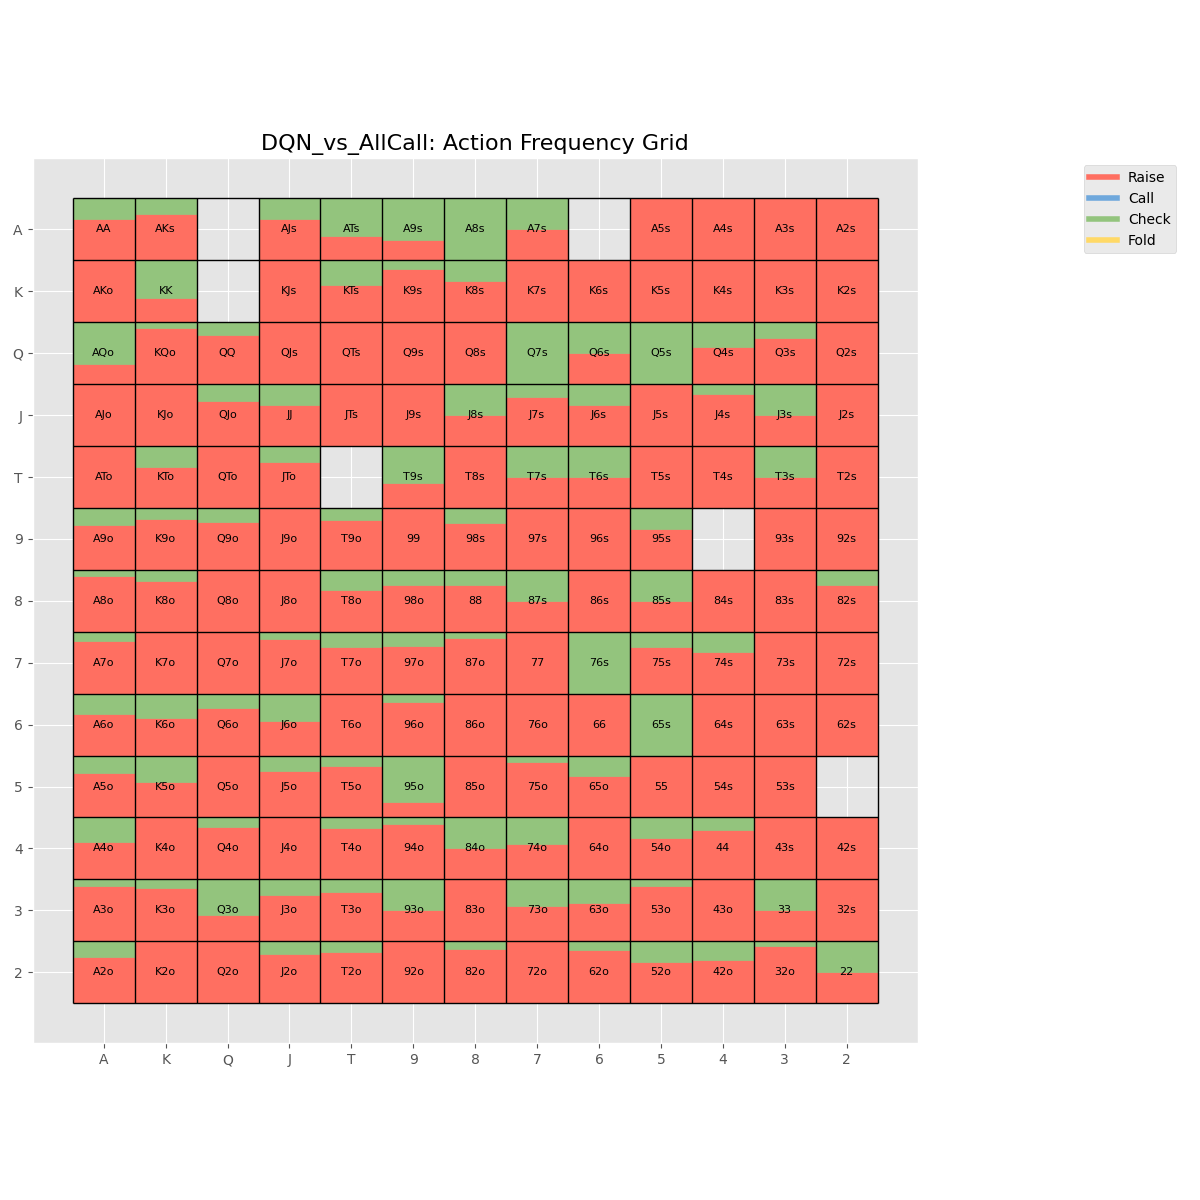 DQN_vs_AllCall: Action Frequency Grid
Raise
Call
Check
Fold
A AA AKs AJs ATs A9s A8s A7s A5s A4s A3s A2s
K AKo KK KJs KTs K9s K8s K7s K6s K5s K4s K3s K2s
Q AQo KQo QQ QJs QTs Q9s Q8s Q7s Q6s Q5s Q4s Q3s Q2s
J AJo KJo QJo JJ JTs J9s J8s J7s J6s J5s J4s J3s J2s
T ATo KTo QTo JTo T9s T8s T7s T6s T5s T4s T3s T2s
9 A9o K9o Q9o J9o T9o 99 98s 97s 96s 95s 93s 92s
8 A8o K8o Q8o J8o T8o 98o 88 87s 86s 85s 84s 83s 82s
7 A7o K7o Q7o J7o T7o 97o 87o 77 76s 75s 74s 73s 72s
6 A6o K6o Q6o J6o T6o 96o 86o 76o 66 65s 64s 63s 62s
5 A5o K5o Q5o J5o T5o 95o 85o 75o 65o 55 54s 53s
4 A4o K4o Q4o J4o T4o 94o 84o 74o 64o 54o 44 43s 42s
3 A3o K3o Q3o J3o T3o 93o 83o 73o 63o 53o 43o 33 32s
2 A2o K2o Q2o J2o T2o 92o 82o 72o 62o 52o 42o 32o 22
A K Q J T 9 8 7 6 5 4 3 2